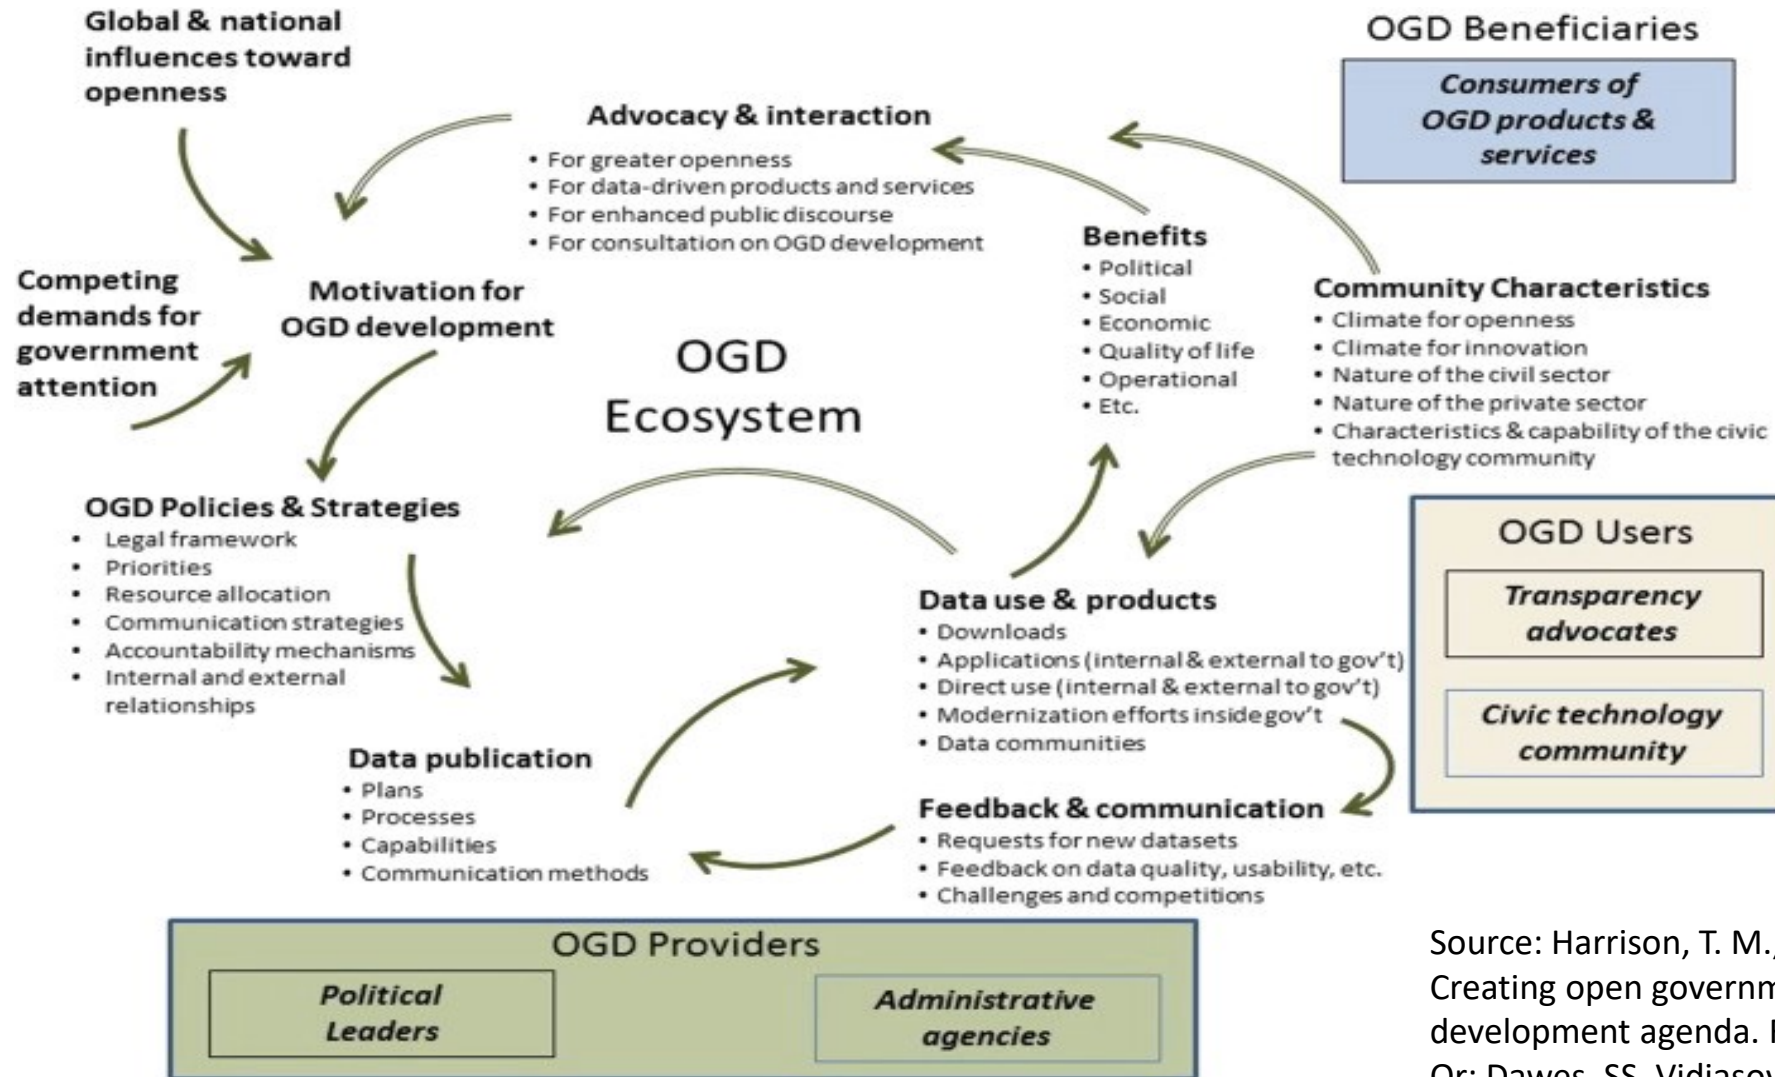 Global & national
influences toward
openness
OGD Beneficiaries
Consumers of
OGD products &
services
Advocacy & interaction
• For greater openness
• For data-driven products and services
• For enhanced public discourse
• For consultation on OGD development
Benefits
• Political
• Social
• Economic
• Quality of life
• Operational
• Etc.
Community Characteristics
• Climate for openness
• Climate for innovation
• Nature of the civil sector
• Nature of the private sector
• Characteristics & capability of the civic
technology community
Competing
demands for
government
attention
Motivation for
OGD development
OGD
Ecosystem
OGD Policies & Strategies
• Legal framework
• Priorities
• Resource allocation
• Communication strategies
• Accountability mechanisms
• Internal and external
relationships
OGD Users
Transparency
advocates
Civic technology
community
Data use & products
• Downloads
• Applications (internal & external to gov't)
• Direct use (internal & external to gov't)
• Modernization efforts inside gov't
• Data communities
Data publication
• Plans
• Processes
• Capabilities
• Communication methods
Feedback & communication
• Requests for new datasets
• Feedback on data quality, usability, etc.
• Challenges and competitions
OGD Providers
Political
Leaders
Administrative
agencies
Source: Harrison, T. M.,
Creating open governm
development agenda.
Or: Dawes, SS, Vidiasov